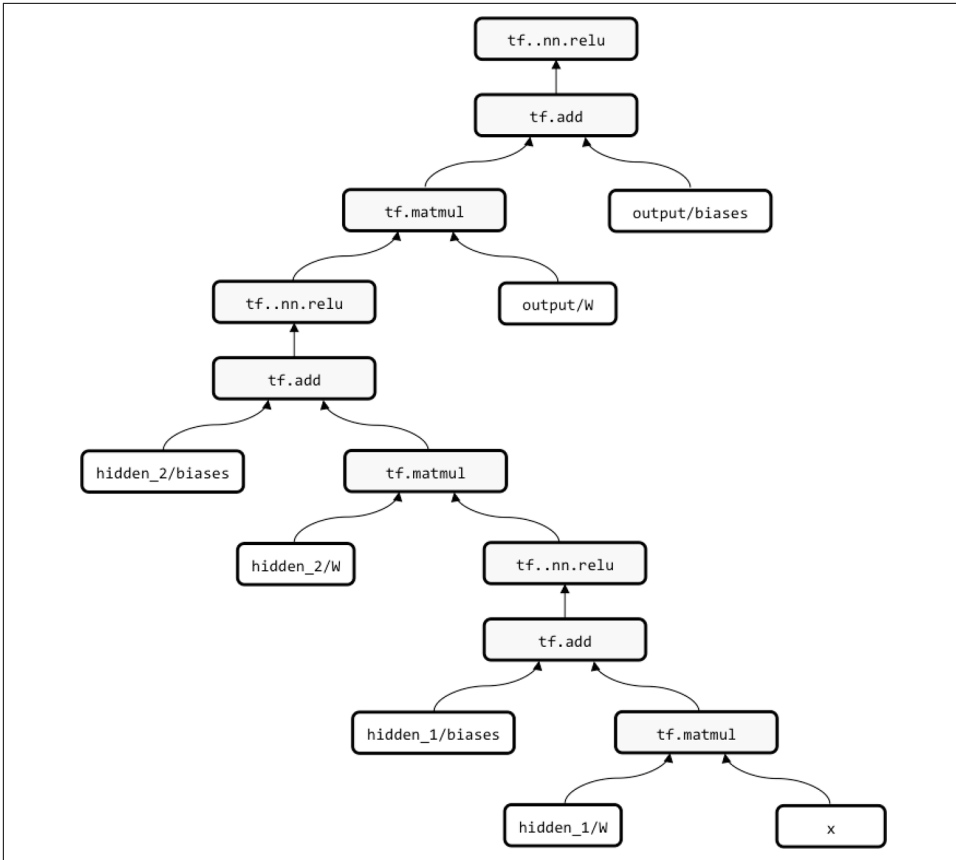 tf..nn.relu
tf.add
tf.matmul
output/biases
tf..nn.relu
output/W
tf.add
hidden_2/biases
tf.matmul
hidden_2/W
tf..nn.relu
tf.add
hidden_1/biases
tf.matmul
hidden_1/W
x